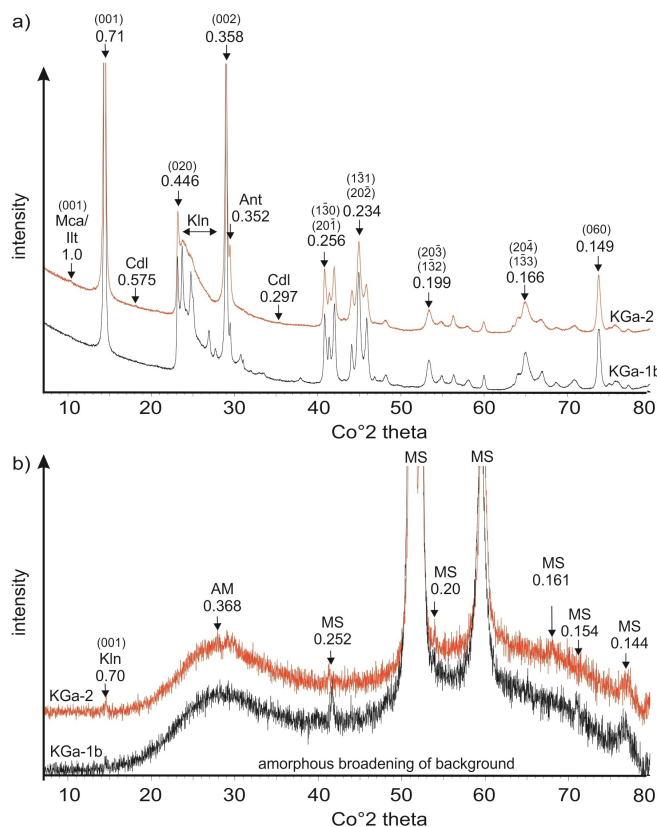 a)
(001)
0.71
(002)
0.358
(020)
0.446
Kln
Ant
0.352
(001)
Mca/
Ilt
1.0
Cdl
0.575
Cdl
0.297
(1̄30)
(201̄)
0.256
(1̄31)
(202̄)
0.234
(203̄)
(1̄32)
0.199
(204̄)
(1̄33)
0.166
(060)
0.149
KGa-2
KGa-1b
intensity
10 20 30 40 50 60 70 80
Co°2 theta
b)
MS
MS
AM
0.368
MS
0.252
MS
0.20
MS
0.161
MS
0.154
MS
0.144
(001)
Kln
0.70
KGa-2
KGa-1b
amorphous broadening of background
intensity
10 20 30 40 50 60 70 80
Co°2 theta